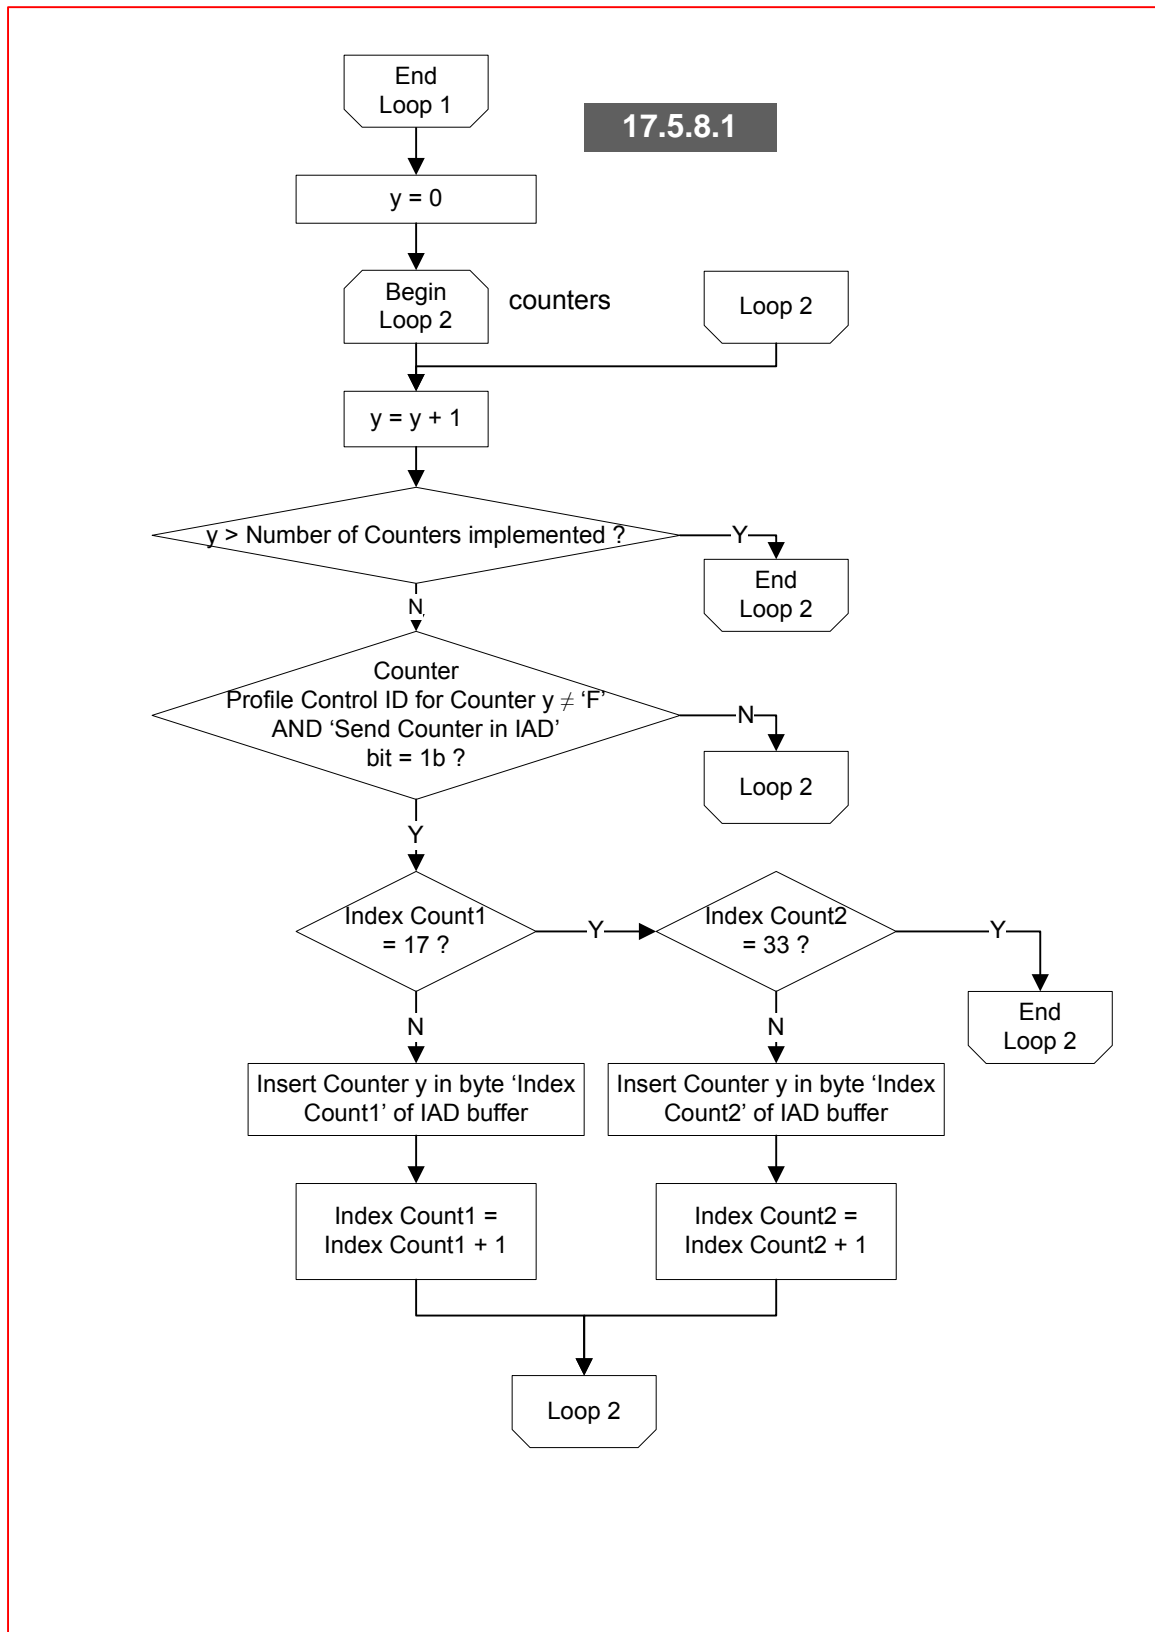 End
Loop 1
17.5.8.1
y = 0
Begin
Loop 2
counters
Loop 2
y = y + 1
y > Number of Counters implemented ?
Y
End
Loop 2
N
Counter
Profile Control ID for Counter y ≠ ‘F’
AND ‘Send Counter in IAD’
bit = 1b ?
N
Loop 2
Y
Index Count1
= 17 ?
Y
Index Count2
= 33 ?
Y
End
Loop 2
N
N
Insert Counter y in byte ‘Index
Count1’ of IAD buffer
Insert Counter y in byte ‘Index
Count2’ of IAD buffer
Index Count1 =
Index Count1 + 1
Index Count2 =
Index Count2 + 1
Loop 2